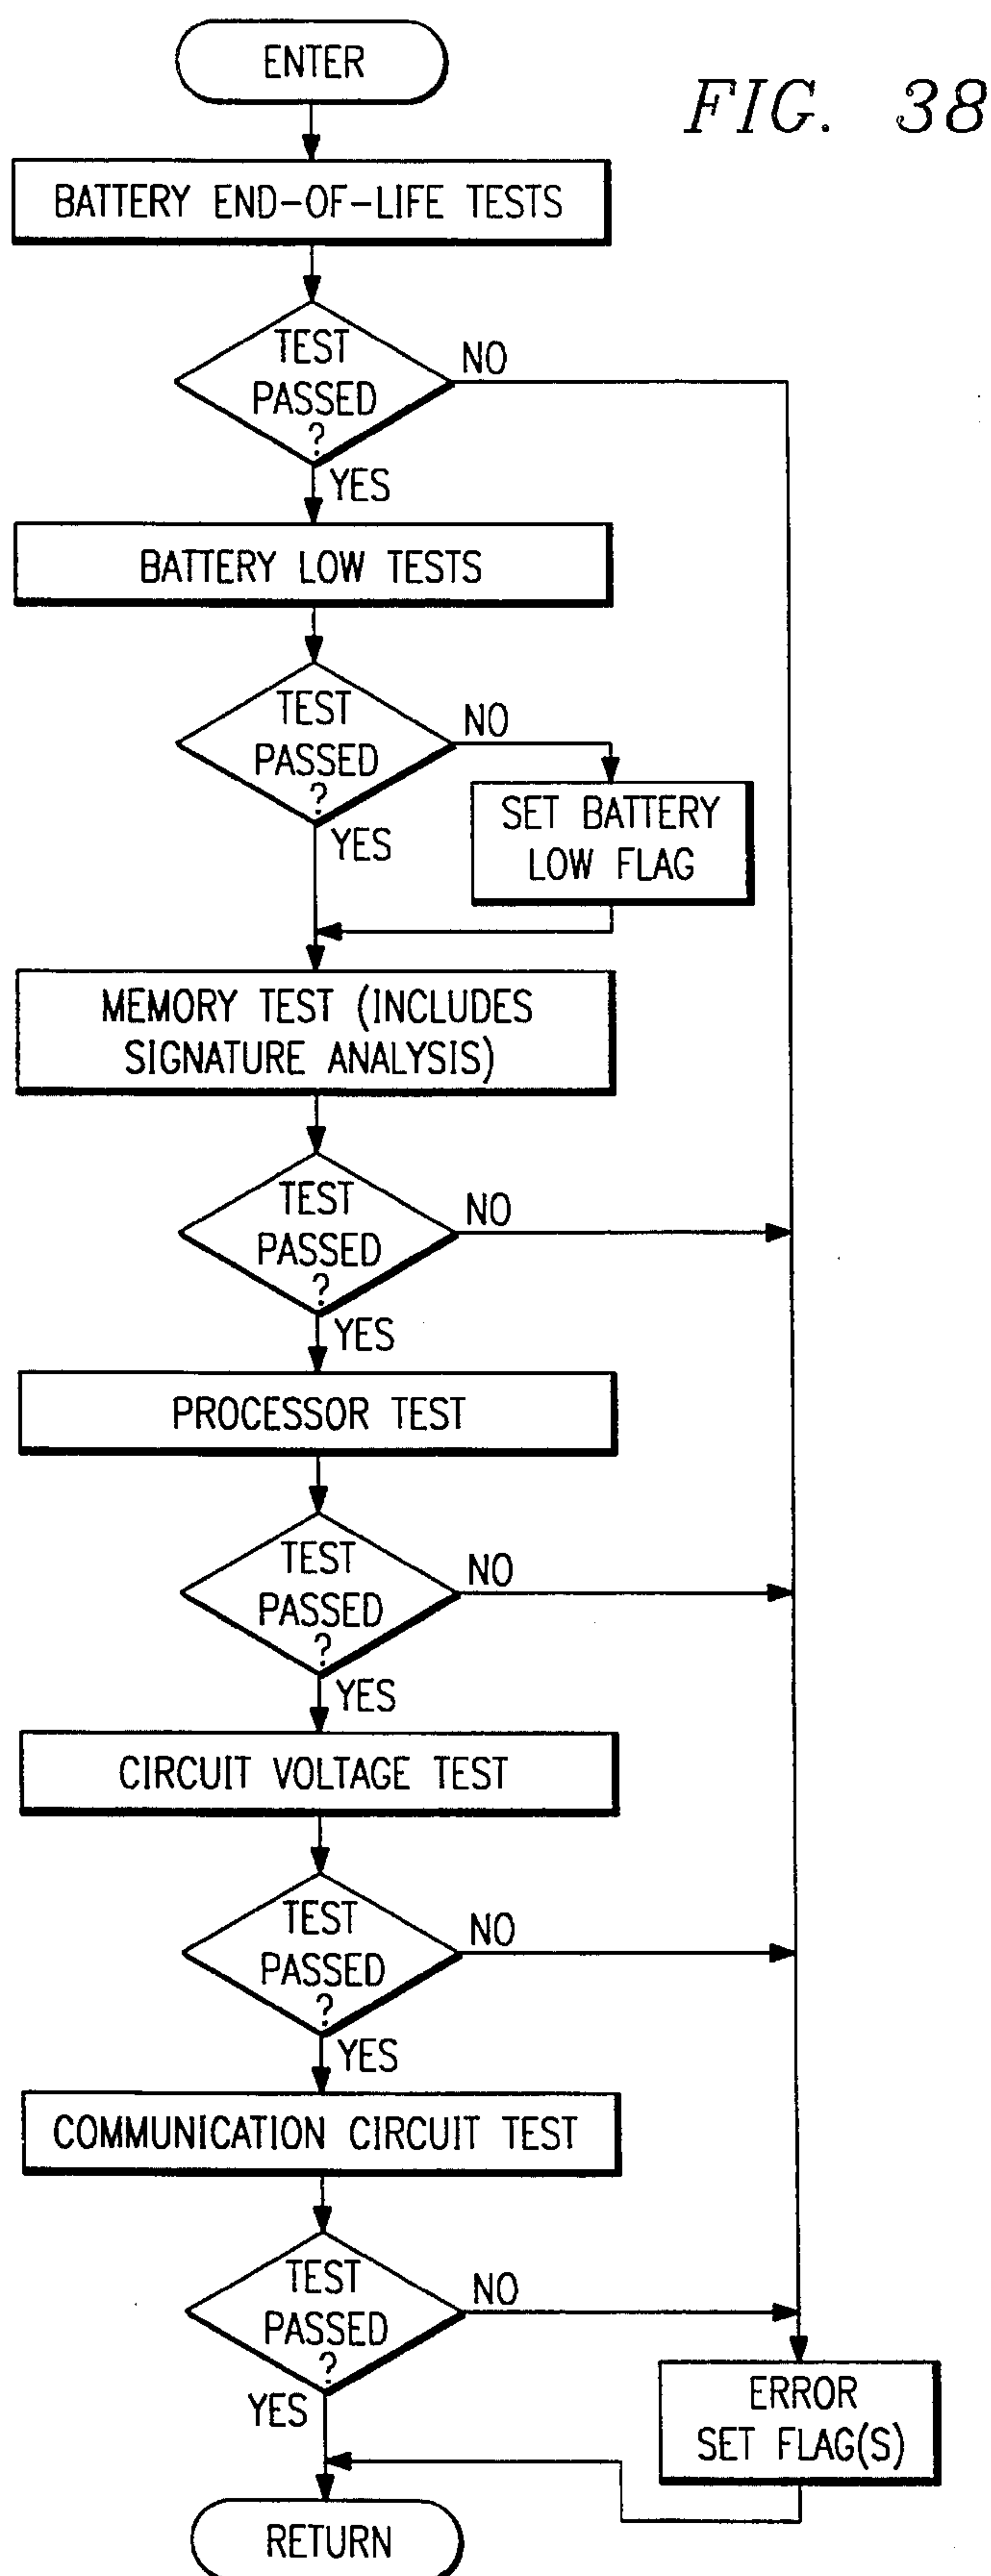 ENTER
FIG. 38
BATTERY END-OF-LIFE TESTS
TEST
PASSED
?
NO
YES
BATTERY LOW TESTS
TEST
PASSED
?
NO
YES
SET BATTERY
LOW FLAG
MEMORY TEST (INCLUDES
SIGNATURE ANALYSIS)
TEST
PASSED
?
NO
YES
PROCESSOR TEST
TEST
PASSED
?
NO
YES
CIRCUIT VOLTAGE TEST
TEST
PASSED
?
NO
YES
COMMUNICATION CIRCUIT TEST
TEST
PASSED
?
NO
YES
ERROR
SET FLAG(S)
RETURN